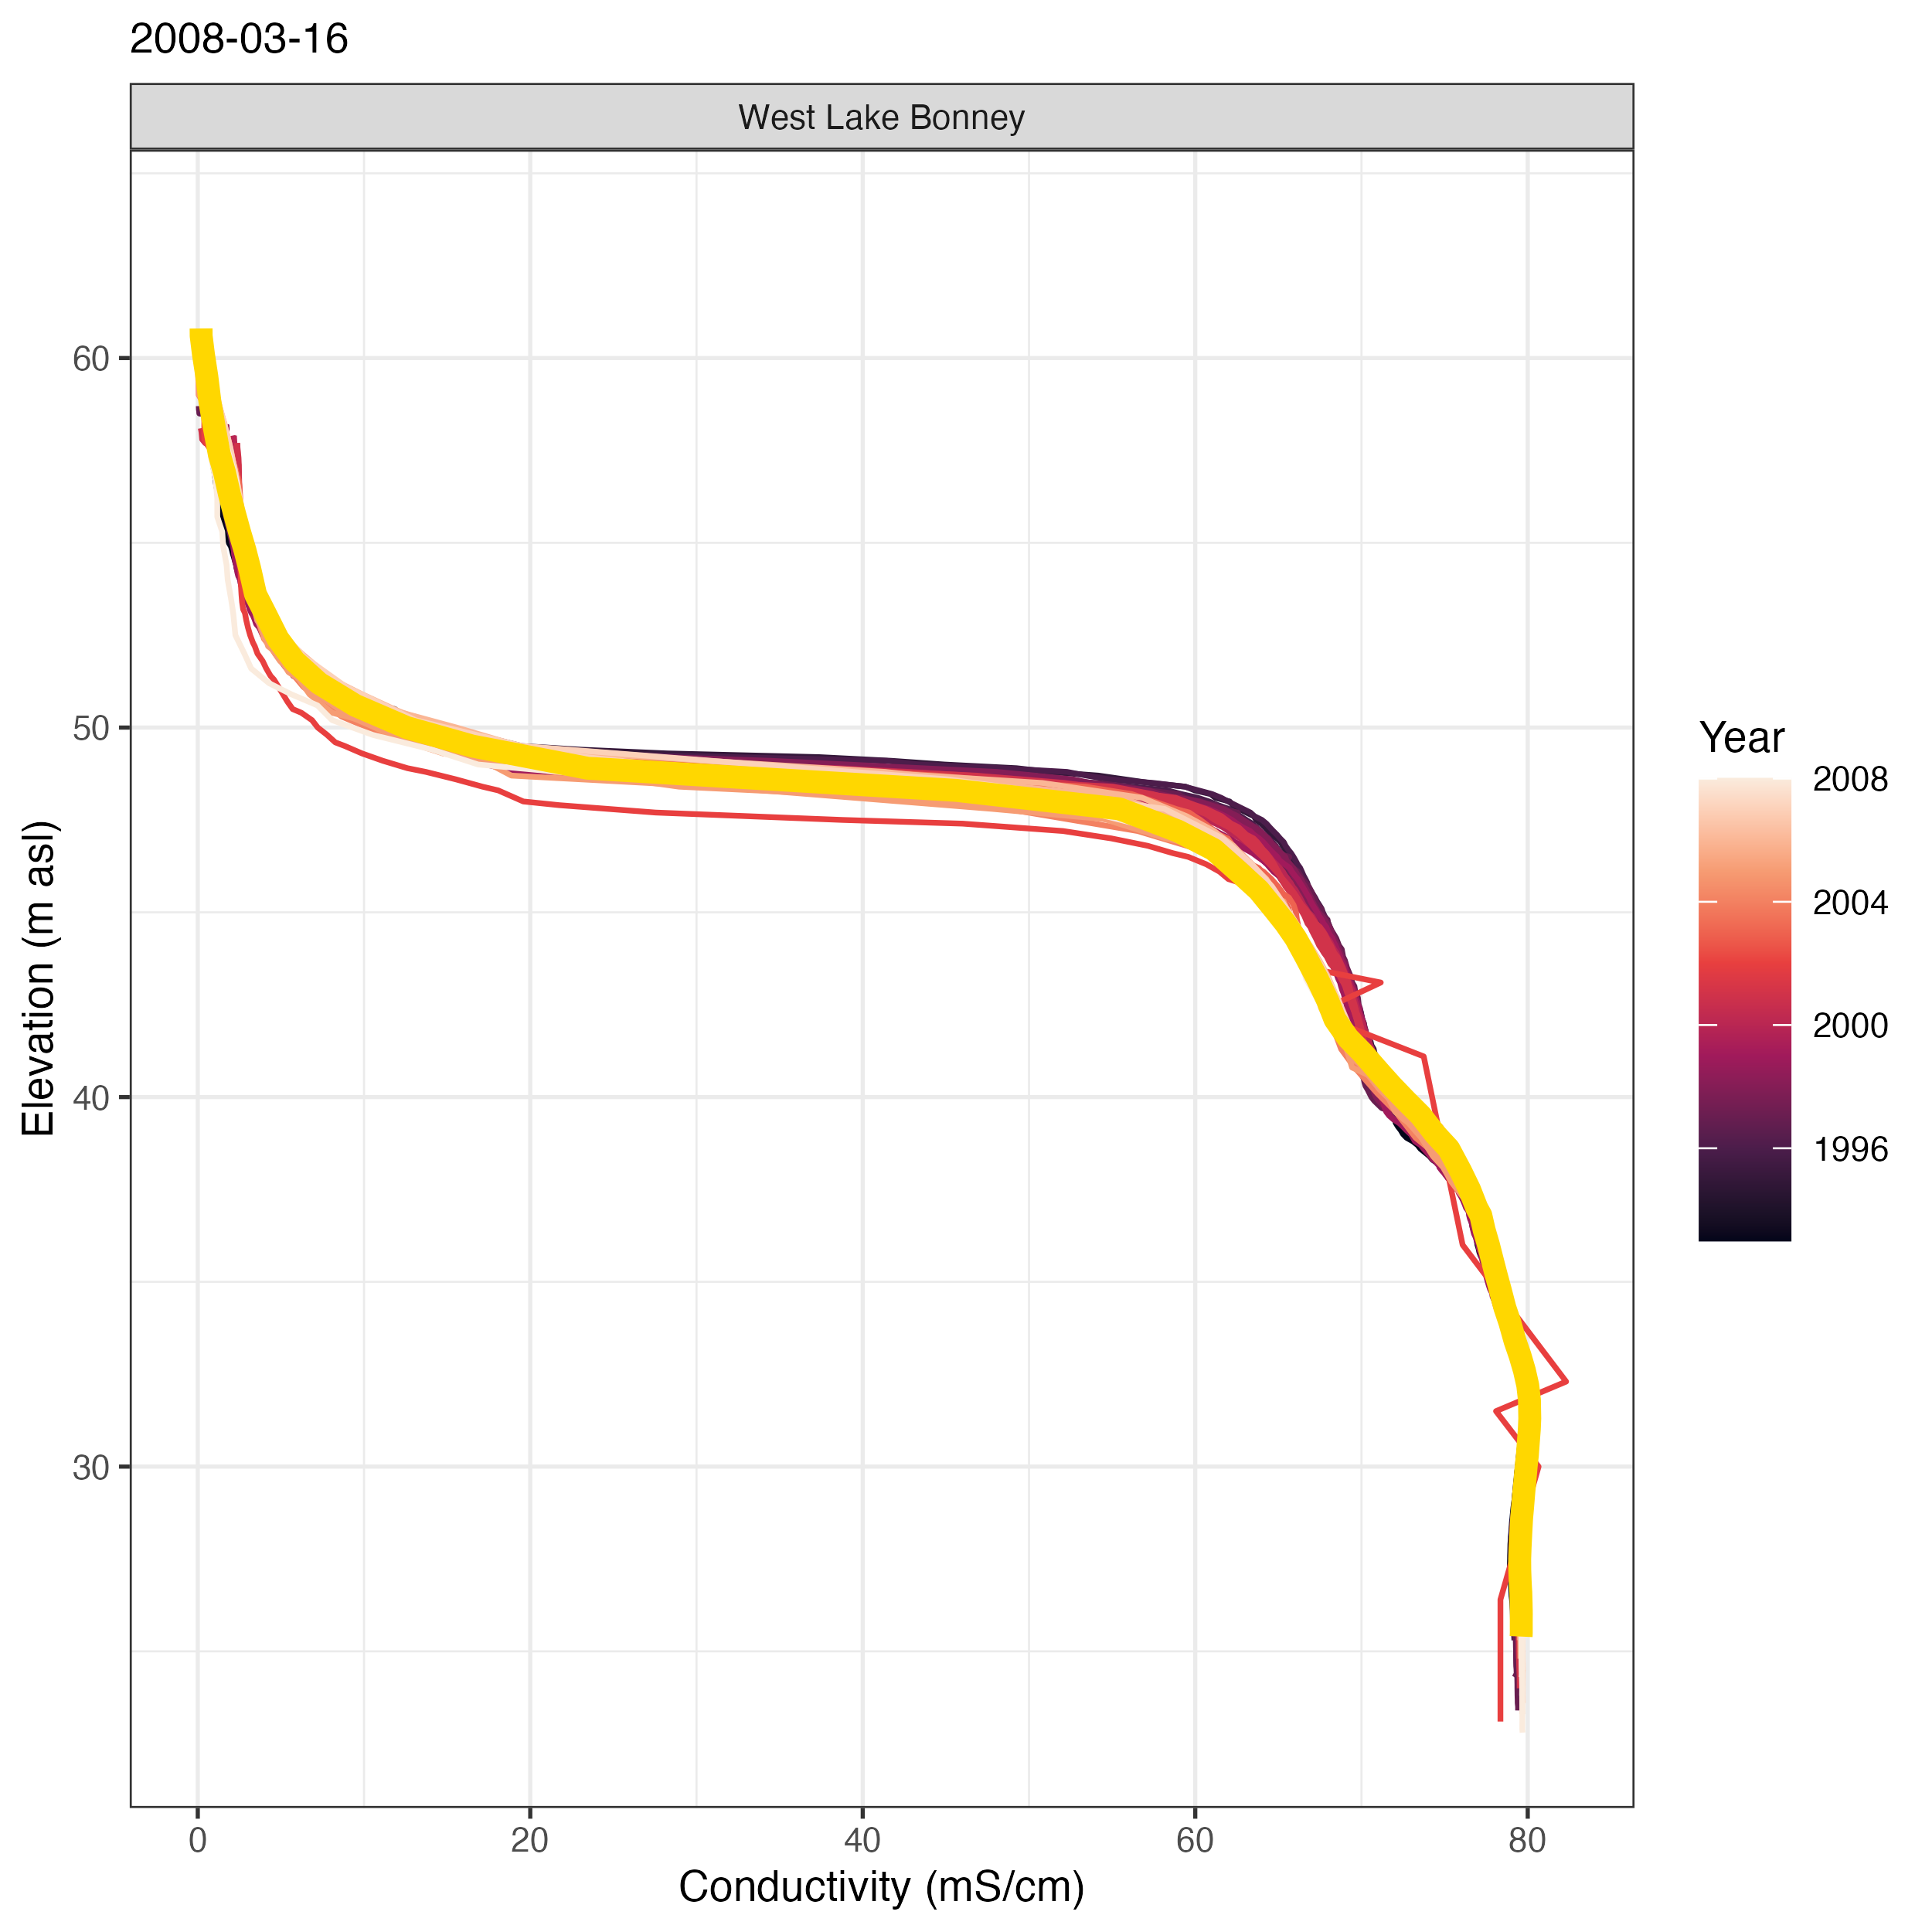 2008-03-16
West Lake Bonney
60
50
40
30
Elevation (m asl)
0 20 40 60 80
Conductivity (mS/cm)
Year
2008
2004
2000
1996